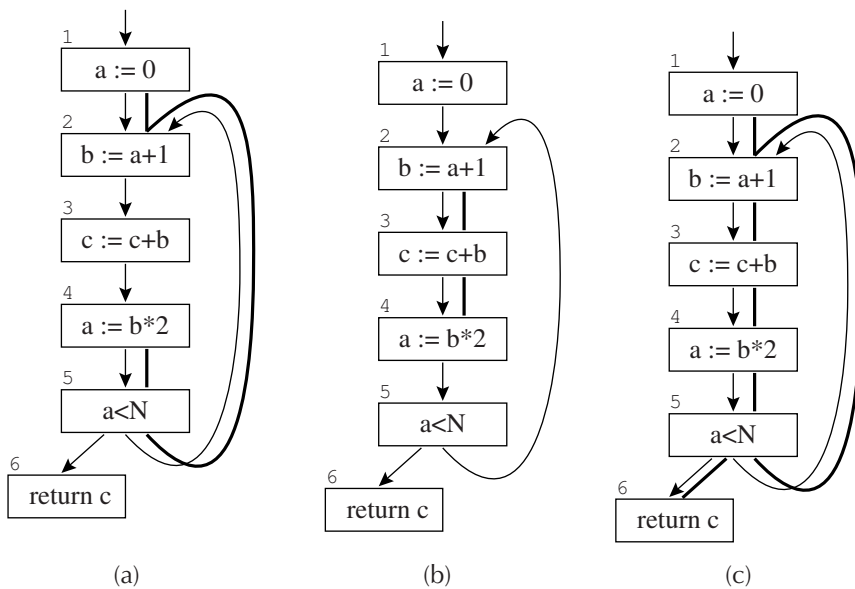 1
a := 0
2
b := a+1
3
c := c+b
4
a := b*2
5
a<N
6
return c
(a)
1
a := 0
2
b := a+1
3
c := c+b
4
a := b*2
5
a<N
6
return c
(b)
1
a := 0
2
b := a+1
3
c := c+b
4
a := b*2
5
a<N
6
return c
(c)